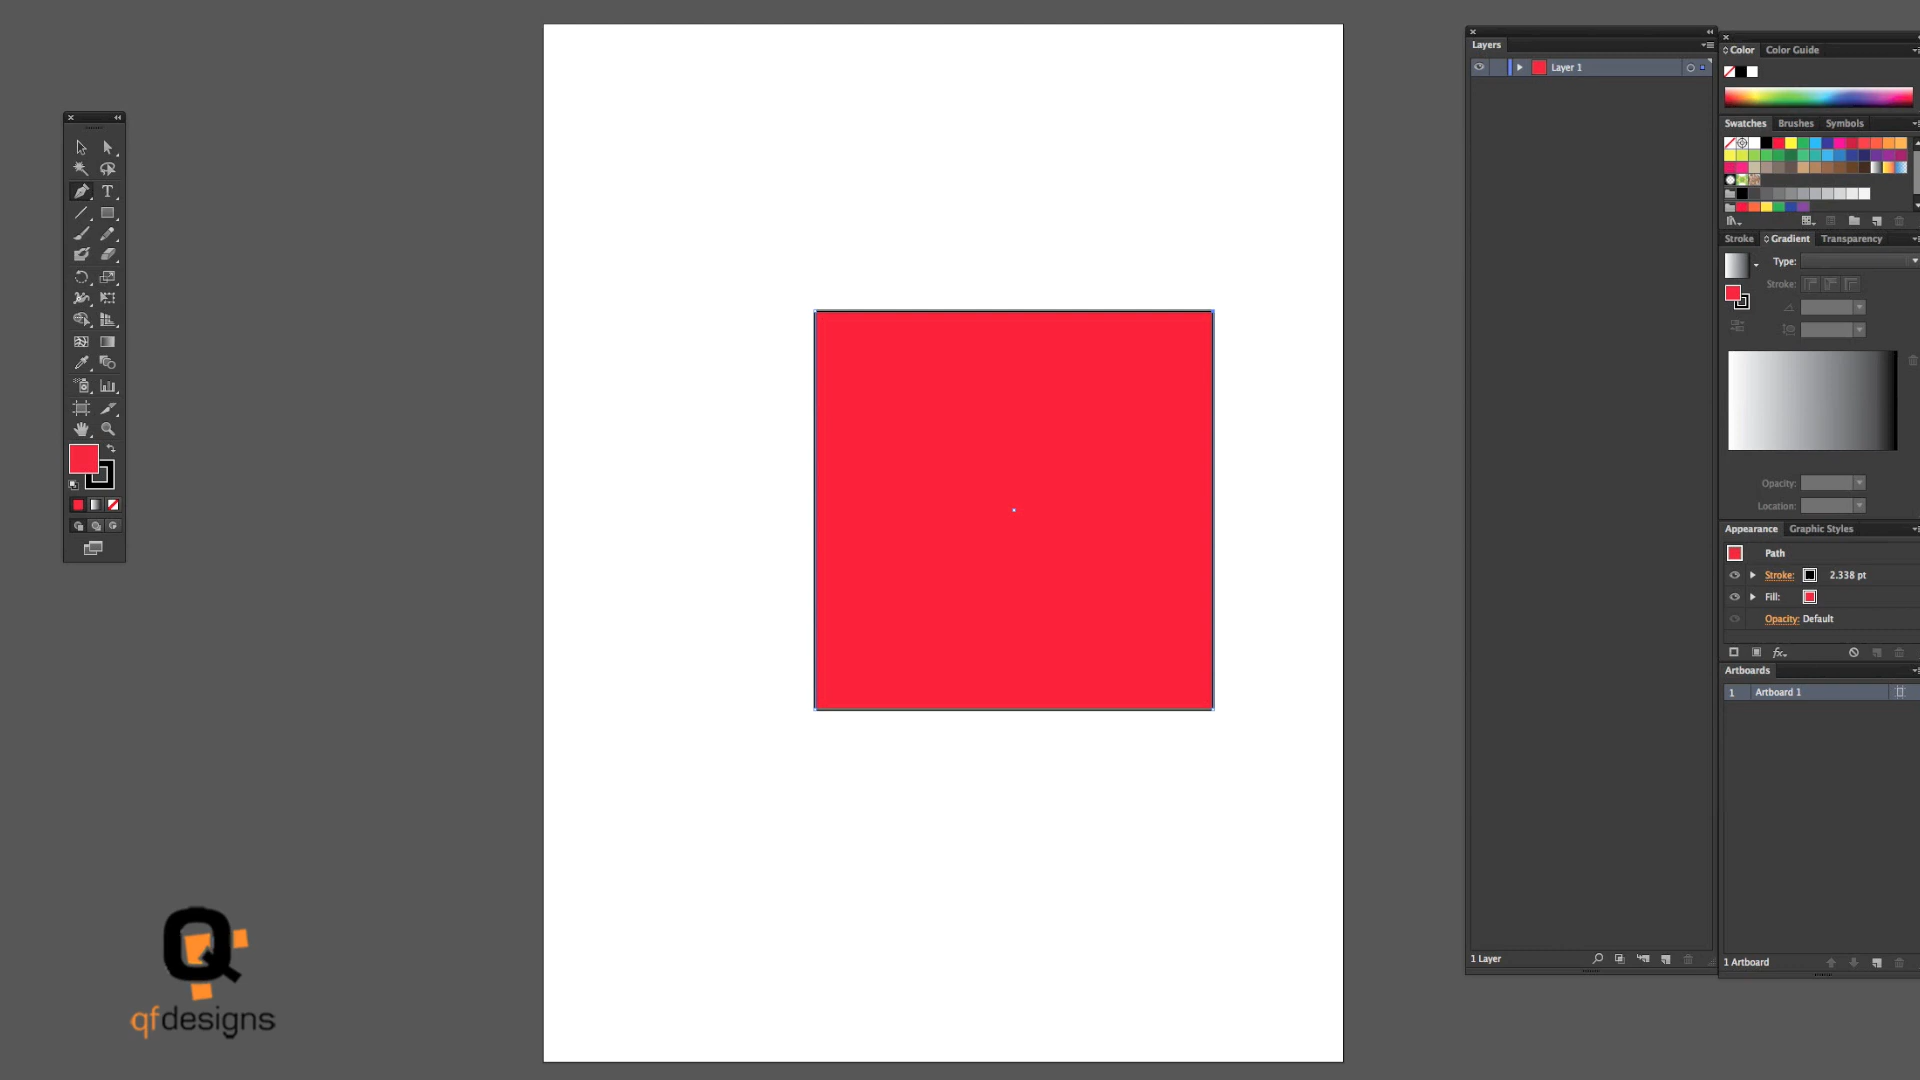 Layers
Layer 1
1 Layer
Color Color Guide
Swatches Brushes Symbols
Stroke Gradient Transparency
Type:
Stroke:
Opacity:
Location:
Appearance Graphic Styles
Path
Stroke: 2.338 pt
Fill:
Opacity: Default
fx
Artboards
1 Artboard 1
1 Artboard
T
Q
qfdesigns